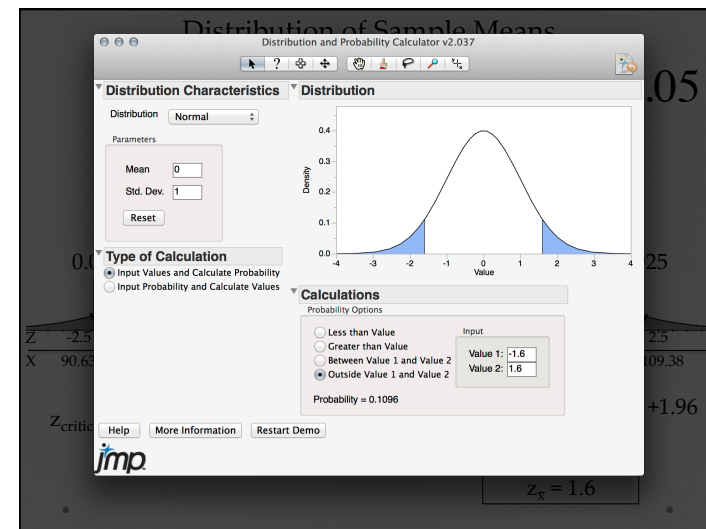 Distribution of Sample Means
Distribution and Probability Calculator v2.037
.05
Distribution Characteristics
Distribution Normal
Parameters
Mean 0
Std. Dev. 1
Reset
Type of Calculation
Input Values and Calculate Probability
Input Probability and Calculate Values
Distribution
Density
0.4
0.3
0.2
0.1
0.0
-4 -3 -2 -1 0 1 2 3 4
Value
Calculations
Probability Options
Less than Value
Greater than Value
Between Value 1 and Value 2
Outside Value 1 and Value 2
Input
Value 1: -1.6
Value 2: 1.6
Probability = 0.1096
Help More Information Restart Demo
jmp
0.0
25
Z -2.5 2.5
X 90.63 109.38
+1.96
z critic
z x̄ = 1.6